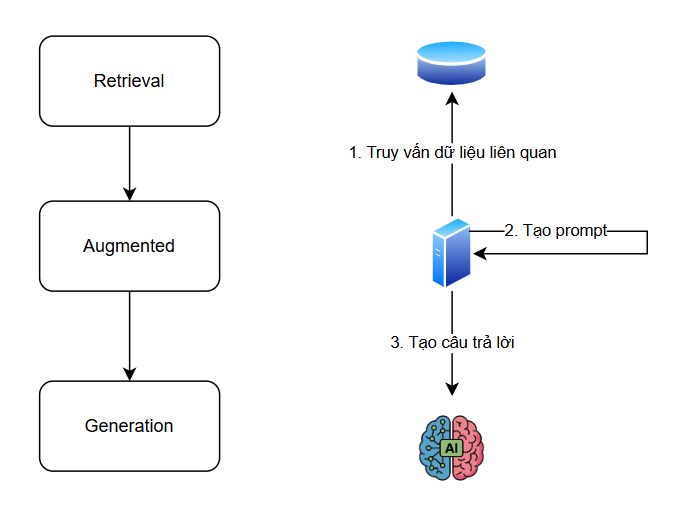 Retrieval
Augmented
Generation
1. Truy vấn dữ liệu liên quan
2. Tạo prompt
3. Tạo câu trả lời
AI